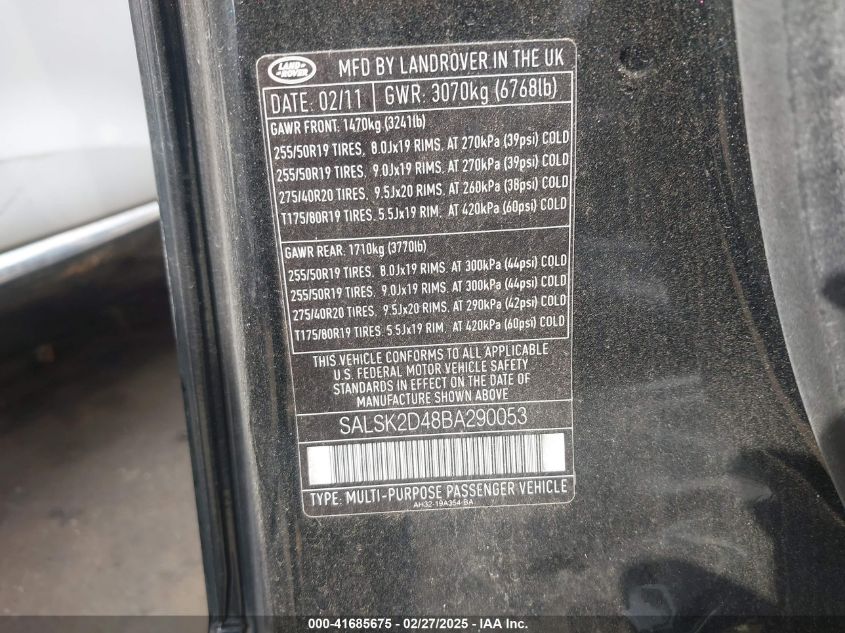 LAND
ROVER
MFD BY LANDROVER IN THE UK
DATE: 02/11 GWR: 3070kg (6768lb)
GAWR FRONT: 1470kg (3241lb)
255/50R19 TIRES, 8.0Jx19 RIMS, AT 270kPa (39psi) COLD
255/50R19 TIRES, 9.0Jx19 RIMS, AT 270kPa (39psi) COLD
275/40R20 TIRES, 9.5Jx20 RIMS, AT 260kPa (38psi) COLD
T175/80R19 TIRES, 5.5Jx19 RIM, AT 420kPa (60psi) COLD
GAWR REAR: 1710kg (3770lb)
255/50R19 TIRES, 8.0Jx19 RIMS, AT 300kPa (44psi) COLD
255/50R19 TIRES, 9.0Jx19 RIMS, AT 300kPa (44psi) COLD
275/40R20 TIRES, 9.5Jx20 RIMS, AT 290kPa (42psi) COLD
T175/80R19 TIRES, 5.5Jx19 RIM, AT 420kPa (60psi) COLD
THIS VEHICLE CONFORMS TO ALL APPLICABLE
U.S. FEDERAL MOTOR VEHICLE SAFETY
STANDARDS IN EFFECT ON THE DATE OF
MANUFACTURE SHOWN ABOVE
SALSK2D48BA290053
TYPE: MULTI-PURPOSE PASSENGER VEHICLE
AH32-19A354-BA
000-41685675 - 02/27/2025 - IAA Inc.